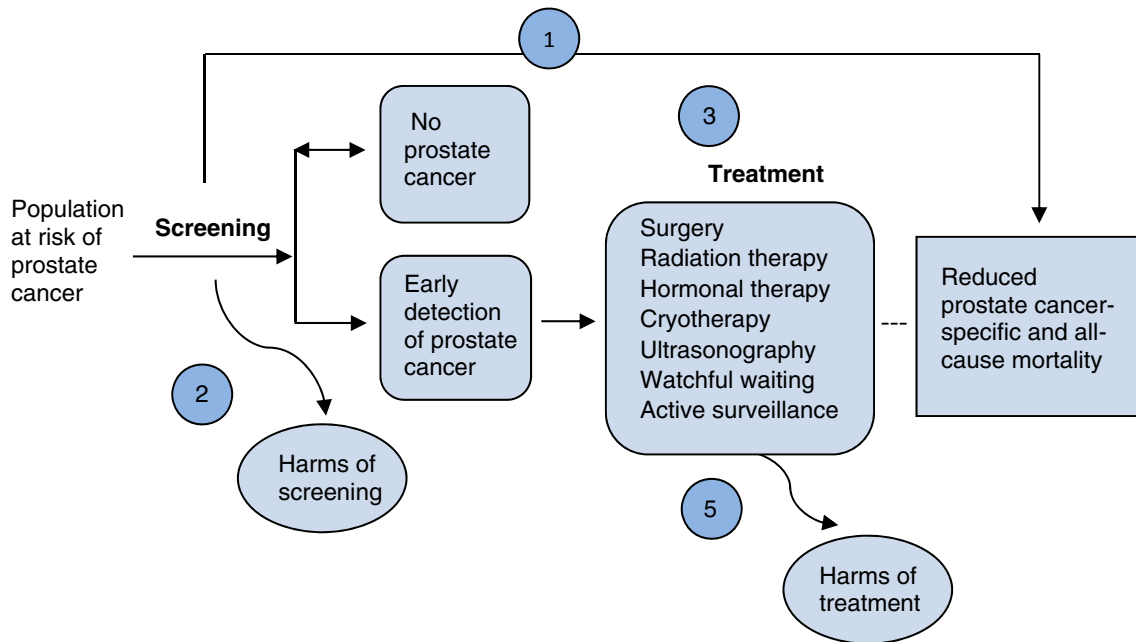 1
3
No
prostate
cancer
Treatment
Population
at risk of
prostate
cancer
Screening
Surgery
Radiation therapy
Hormonal therapy
Cryotherapy
Ultrasonography
Watchful waiting
Active surveillance
Early
detection
of prostate
cancer
Reduced
prostate cancer-
specific and all-
cause mortality
2
Harms of
screening
5
Harms of
treatment